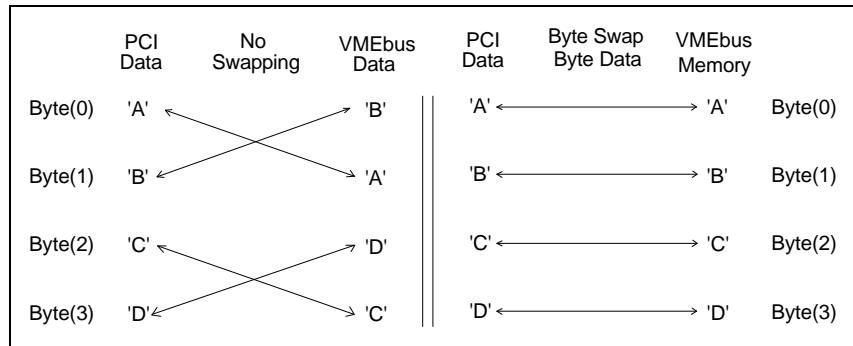 PCI Data No Swapping VMEbus Data PCI Data Byte Swap Byte Data VMEbus Memory
Byte(0) 'A' 'B' 'A' 'A' Byte(0)
Byte(1) 'B' 'A' 'B' 'B' Byte(1)
Byte(2) 'C' 'D' 'C' 'C' Byte(2)
Byte(3) 'D' 'C' 'D' 'D' Byte(3)